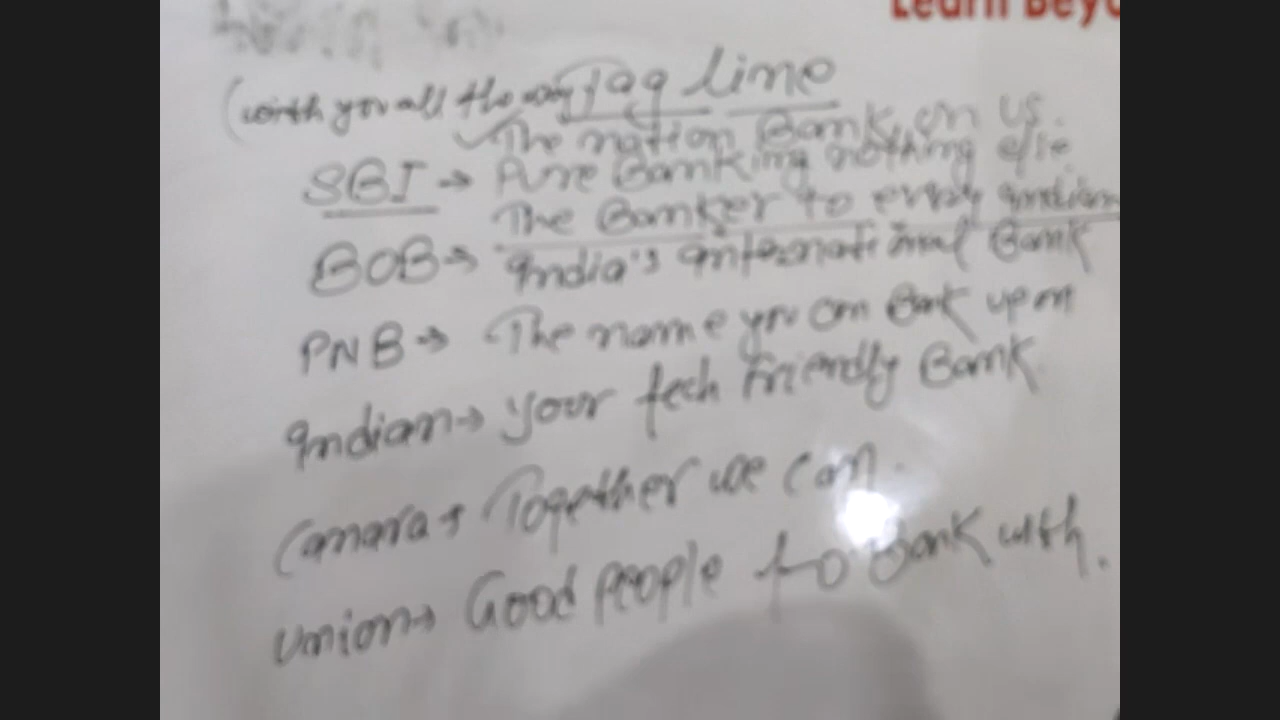 Learn Bey
Tag line
(with you all the way
The nation Bank on us.
SBI → Pure Banking nothing else
The Banker to every Indian
BOB → India's International Bank
PNB → The name you can Bank upon
Indian → your tech Friendly Bank
Canara → Together we can.
Union → Good people to Bank with.